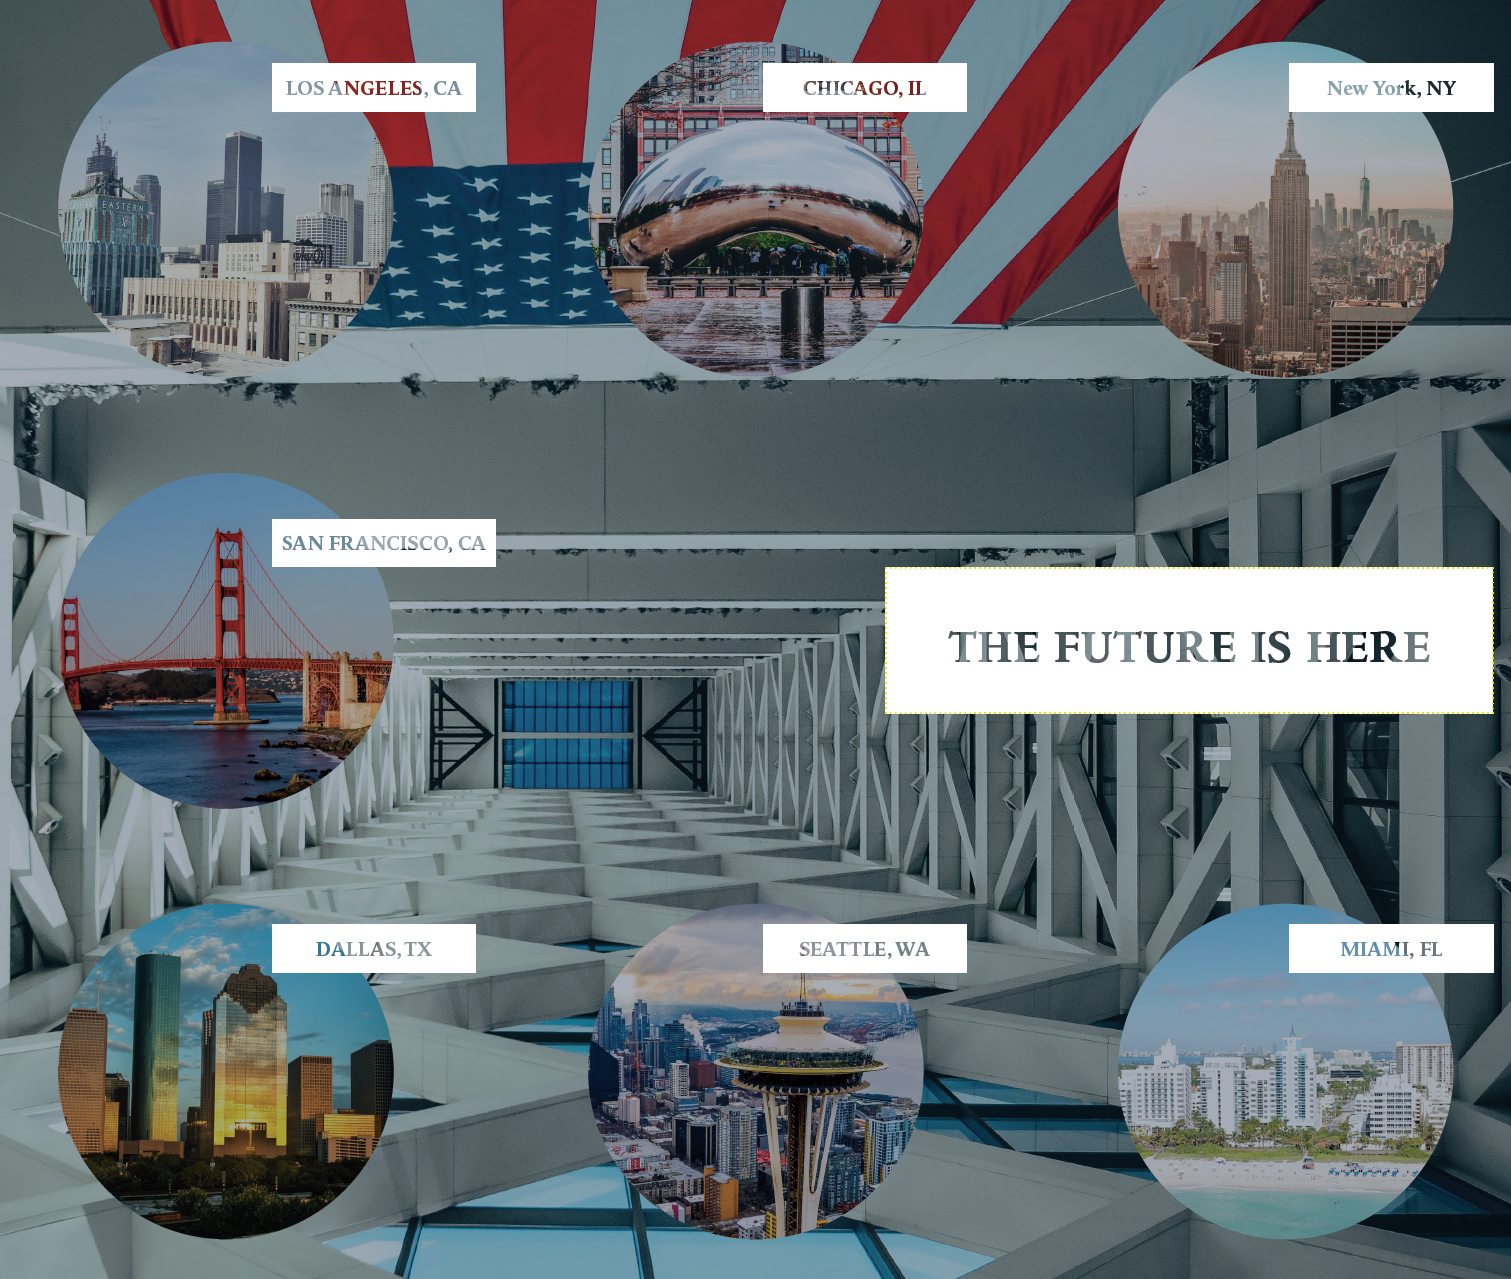 LOS ANGELES, CA
CHICAGO, IL
New York, NY
EASTERN
SAN FRANCISCO, CA
THE FUTURE IS HERE
DALLAS, TX
SEATTLE, WA
MIAMI, FL